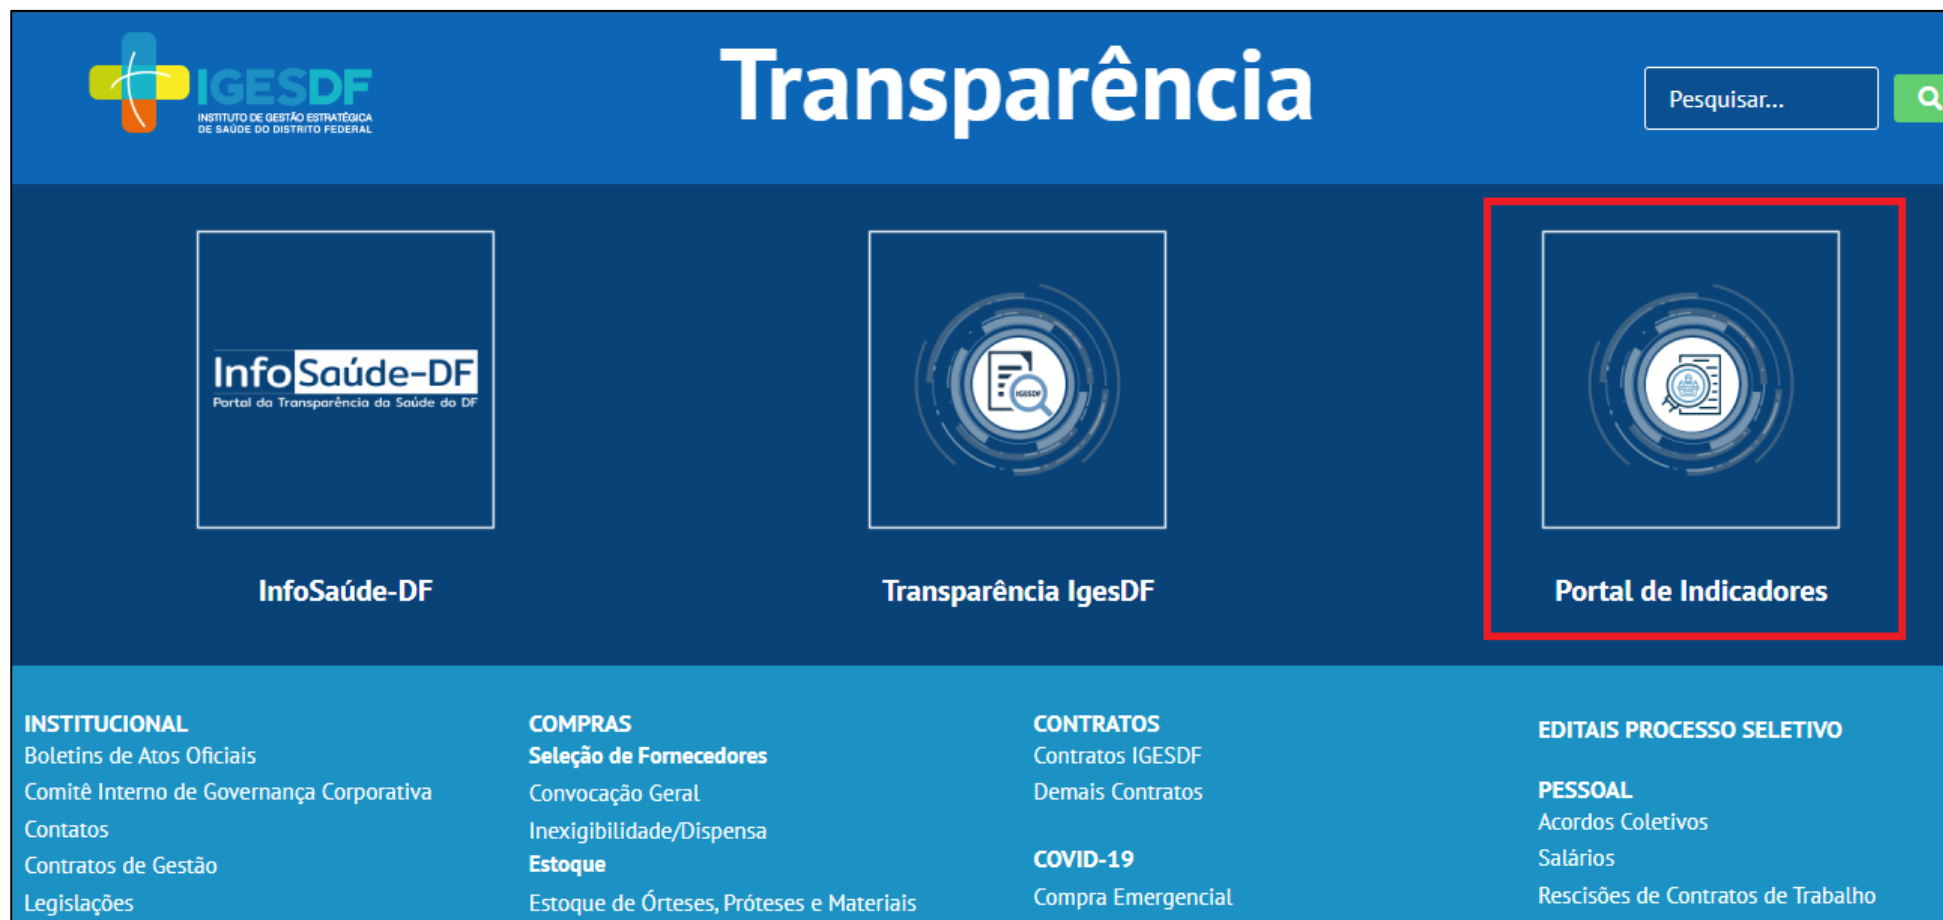 IGESDF
INSTITUTO DE GESTÃO ESTRATÉGICA
DE SAÚDE DO DISTRITO FEDERAL
Transparência
Pesquisar...
InfoSaúde-DF
Portal da Transparência da Saúde do DF
IGESDF
InfoSaúde-DF
Transparência IgesDF
Portal de Indicadores
INSTITUCIONAL
Boletins de Atos Oficiais
Comitê Interno de Governança Corporativa
Contatos
Contratos de Gestão
Legislações
COMPRAS
Seleção de Fornecedores
Convocação Geral
Inexigibilidade/Dispensa
Estoque
Estoque de Órteses, Próteses e Materiais
CONTRATOS
Contratos IGESDF
Demais Contratos
COVID-19
Compra Emergencial
EDITAIS PROCESSO SELETIVO
PESSOAL
Acordos Coletivos
Salários
Rescisões de Contratos de Trabalho